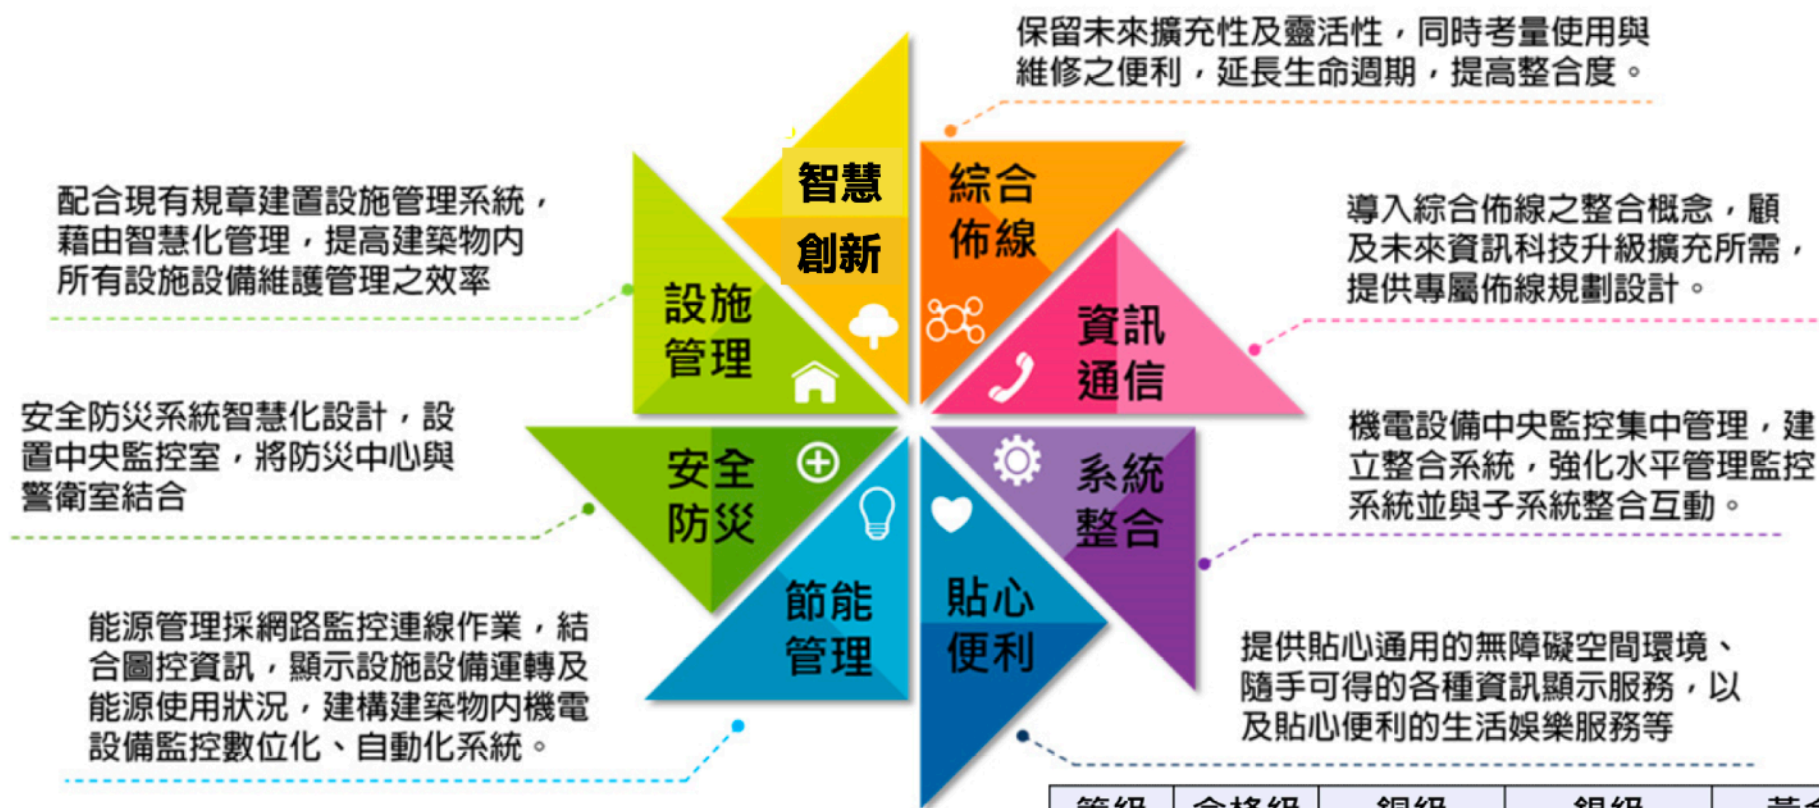 保留未來擴充性及靈活性，同時考量使用與
維修之便利，延長生命週期，提高整合度。
智慧
創新
綜合
佈線
配合現有規章建置設施管理系統，
藉由智慧化管理，提高建築物內
所有設施設備維護管理之效率
導入綜合佈線之整合概念，顧
及未來資訊科技升級擴充所需，
提供專屬佈線規劃設計。
設施
管理
資訊
通信
安全防災系統智慧化設計，設
置中央監控室，將防災中心與
警衛室結合
機電設備中央監控集中管理，建
立整合系統，強化水平管理監控
系統並與子系統整合互動。
安全
防災
系統
整合
節能
管理
貼心
便利
能源管理採網路監控連線作業，結
合圖控資訊，顯示設施設備運轉及
能源使用狀況，建構建築物內機電
設備監控數位化、自動化系統。
提供貼心通用的無障礙空間環境、
隨手可得的各種資訊顯示服務，以
及貼心便利的生活娛樂服務等
等級 合格級 銅級 銀級